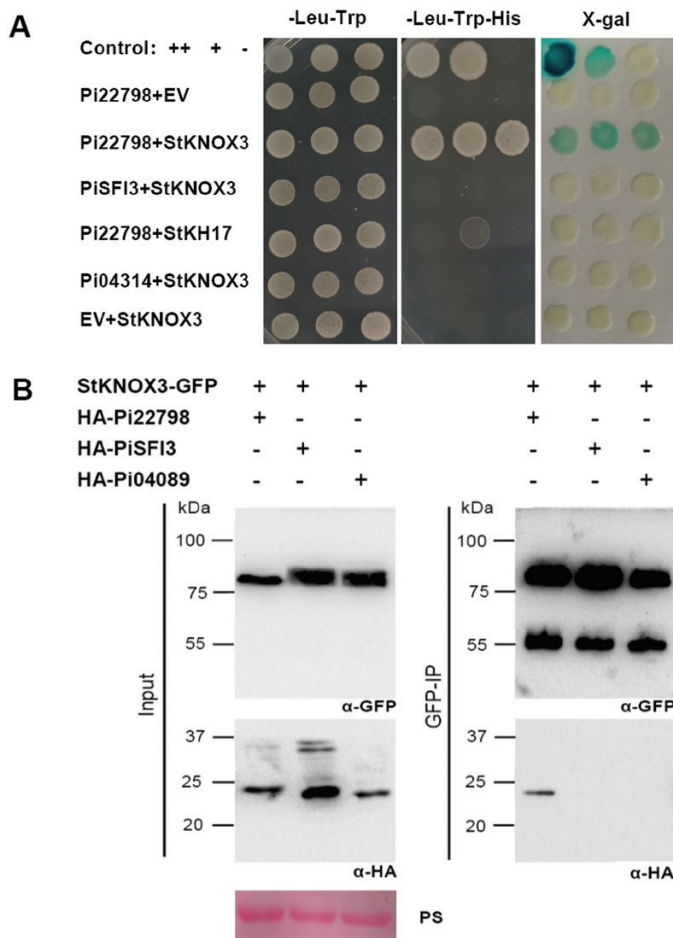 A
-Leu-Trp -Leu-Trp-His X-gal
Control: ++ + -
Pi22798+EV
Pi22798+StKNOX3
PiSFI3+StKNOX3
Pi22798+StKH17
Pi04314+StKNOX3
EV+StKNOX3
B
StKNOX3-GFP + + + + + +
HA-Pi22798 + - - + - -
HA-PiSFI3 - + - - + -
HA-Pi04089 - - + - - +
kDa kDa
100 100
75 75
55 55
Input GFP-IP
α-GFP α-GFP
37 37
25 25
20 20
α-HA α-HA
PS